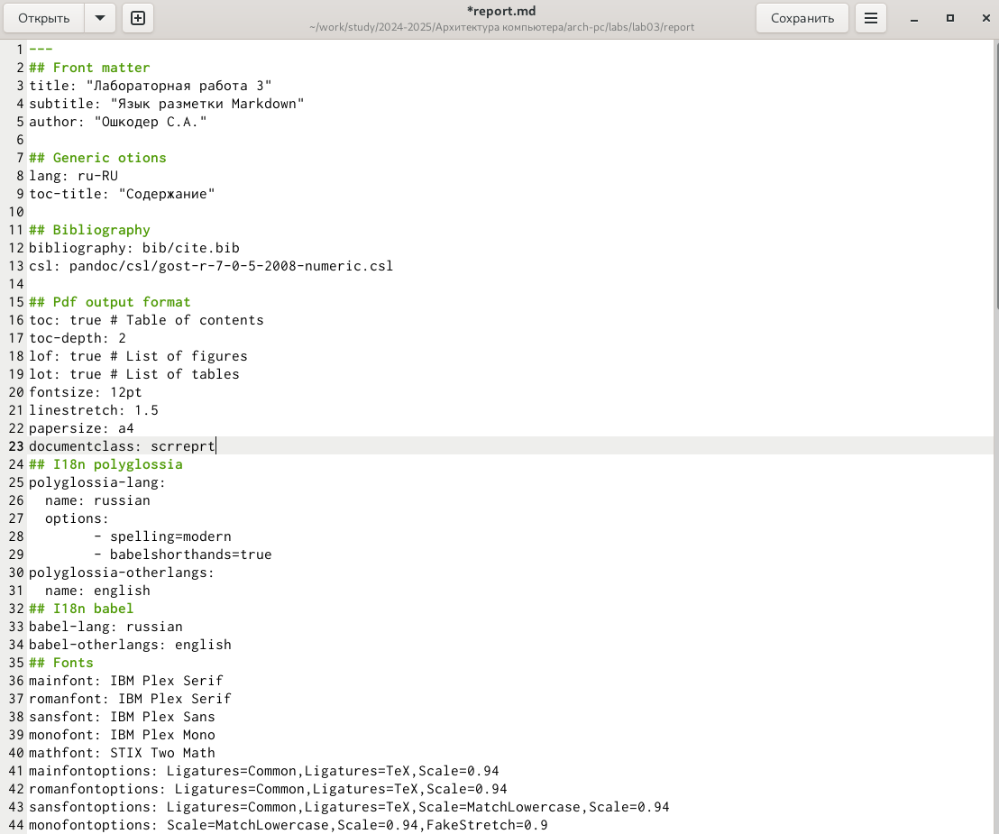 Открыть
*report.md
~/work/study/2024-2025/Архитектура компьютера/arch-pc/labs/lab03/report
Сохранить
1 ---
2 ## Front matter
3 title: "Лабораторная работа 3"
4 subtitle: "Язык разметки Markdown"
5 author: "Ошкодер С.А."
6
7 ## Generic otions
8 lang: ru-RU
9 toc-title: "Содержание"
10
11 ## Bibliography
12 bibliography: bib/cite.bib
13 csl: pandoc/csl/gost-r-7-0-5-2008-numeric.csl
14
15 ## Pdf output format
16 toc: true # Table of contents
17 toc-depth: 2
18 lof: true # List of figures
19 lot: true # List of tables
20 fontsize: 12pt
21 linestretch: 1.5
22 papersize: a4
23 documentclass: scrreprt
24 ## I18n polyglossia
25 polyglossia-lang:
26   name: russian
27   options:
28         - spelling=modern
29         - babelshorthands=true
30 polyglossia-otherlangs:
31   name: english
32 ## I18n babel
33 babel-lang: russian
34 babel-otherlangs: english
35 ## Fonts
36 mainfont: IBM Plex Serif
37 romanfont: IBM Plex Serif
38 sansfont: IBM Plex Sans
39 monofont: IBM Plex Mono
40 mathfont: STIX Two Math
41 mainfontoptions: Ligatures=Common,Ligatures=TeX,Scale=0.94
42 romanfontoptions: Ligatures=Common,Ligatures=TeX,Scale=0.94
43 sansfontoptions: Ligatures=Common,Ligatures=TeX,Scale=MatchLowercase,Scale=0.94
44 monofontoptions: Scale=MatchLowercase,Scale=0.94,FakeStretch=0.9